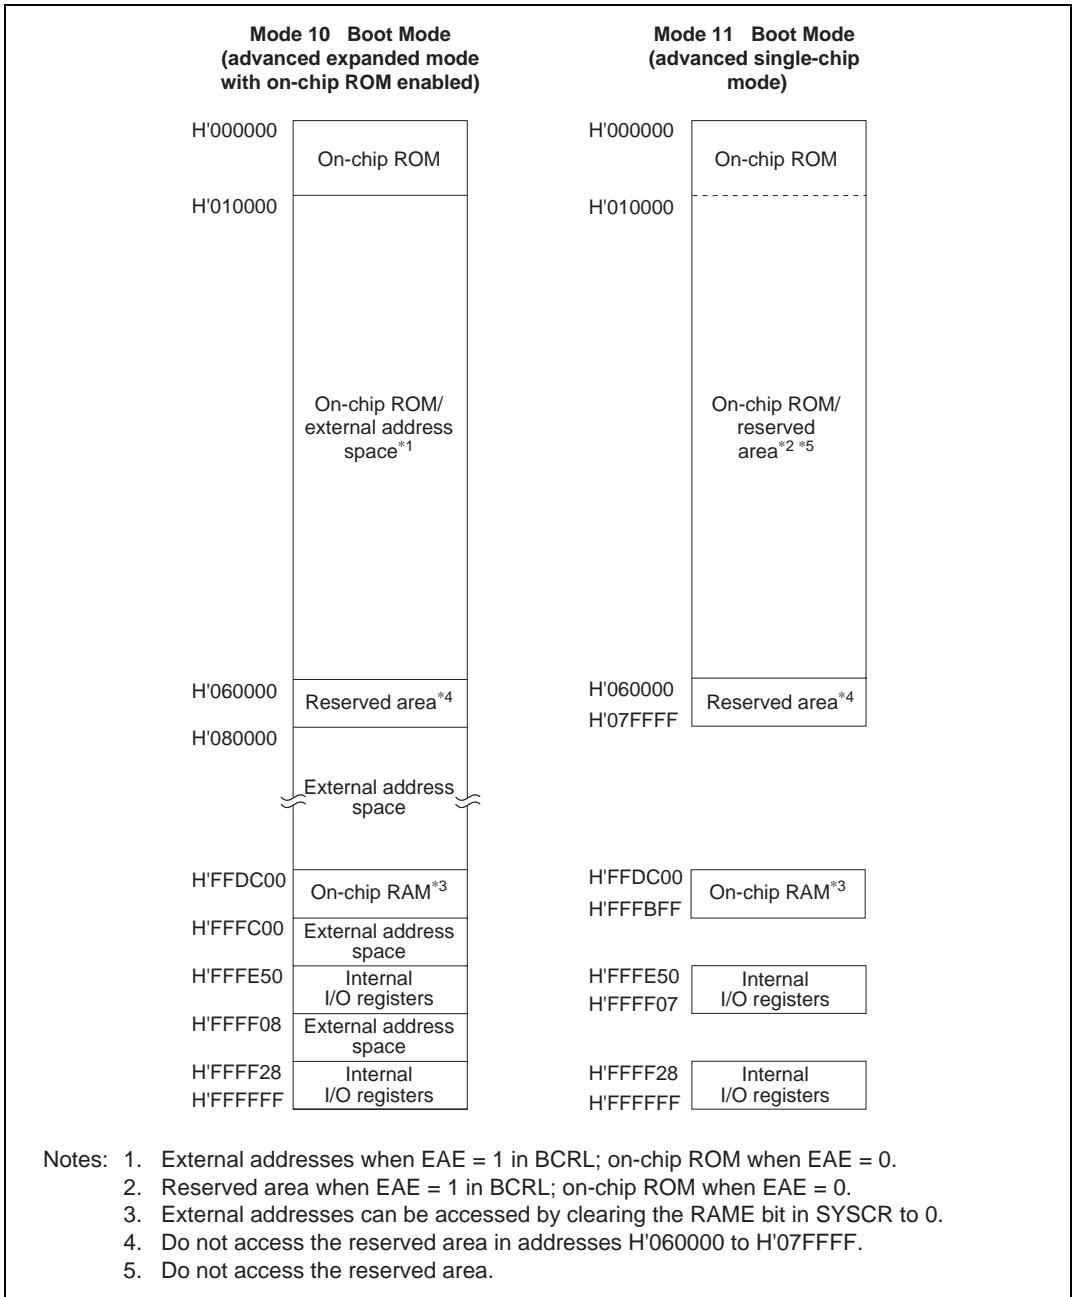 Mode 10 Boot Mode
(advanced expanded mode
with on-chip ROM enabled)
H'000000
On-chip ROM
H'010000
On-chip ROM/
external address
space*1
H'060000
Reserved area*4
H'080000
External address
space
H'FFDC00
On-chip RAM*3
H'FFFC00
External address
space
H'FFFE50
Internal
I/O registers
H'FFFF08
External address
space
H'FFFF28
Internal
I/O registers
H'FFFFFF
Mode 11 Boot Mode
(advanced single-chip
mode)
H'000000
On-chip ROM
H'010000
On-chip ROM/
reserved
area*2 *5
H'060000
Reserved area*4
H'07FFFF
H'FFDC00
On-chip RAM*3
H'FFFBFF
H'FFFE50
Internal
I/O registers
H'FFFF07
H'FFFF28
Internal
I/O registers
H'FFFFFF
Notes: 1. External addresses when EAE = 1 in BCRL; on-chip ROM when EAE = 0.
2. Reserved area when EAE = 1 in BCRL; on-chip ROM when EAE = 0.
3. External addresses can be accessed by clearing the RAME bit in SYSCR to 0.
4. Do not access the reserved area in addresses H'060000 to H'07FFFF.
5. Do not access the reserved area.